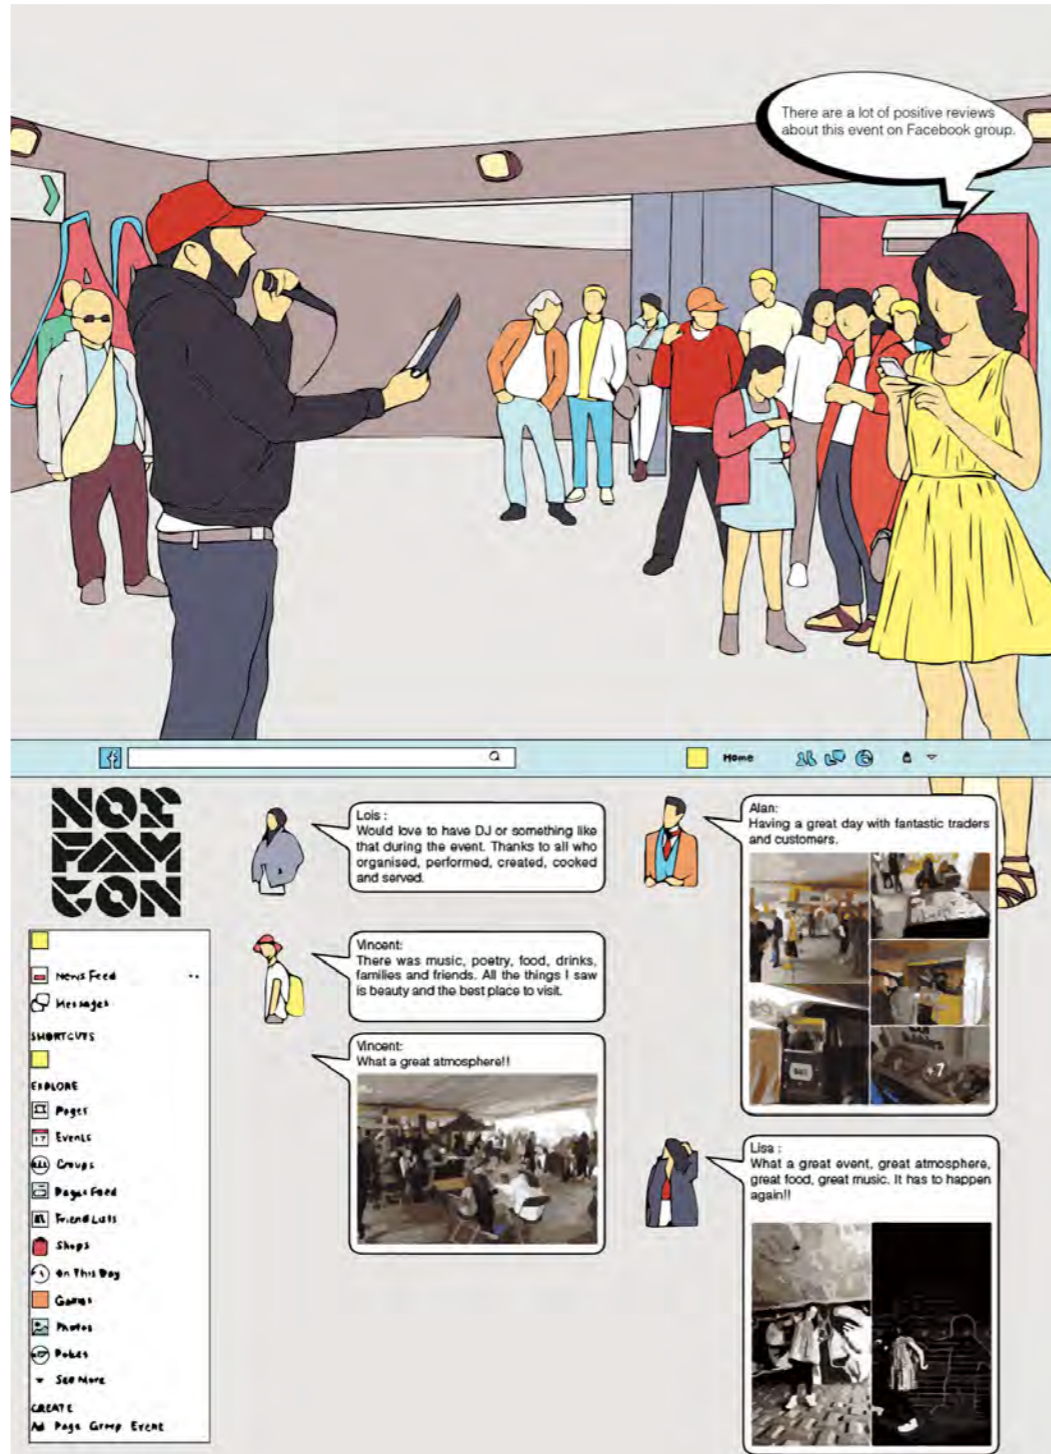 There are a lot of positive reviews
about this event on Facebook group.
f
Home
NOR
FAM
TON
News Feed
Messages
SHORTCUTS
EXPLORE
Pages
17 Events
Groups
Pages Feed
Friend Lists
Shops
On This Day
Games
Photos
Pokes
See More
CREATE
Ad Page Group Event
Lois :
Would love to have DJ or something like
that during the event. Thanks to all who
organised, performed, created, cooked
and served.
Vincent:
There was music, poetry, food, drinks,
families and friends. All the things I saw
is beauty and the best place to visit.
Vincent:
What a great atmosphere!!
Alan:
Having a great day with fantastic traders
and customers.
+7
Lisa :
What a great event, great atmosphere,
great food, great music. It has to happen
again!!